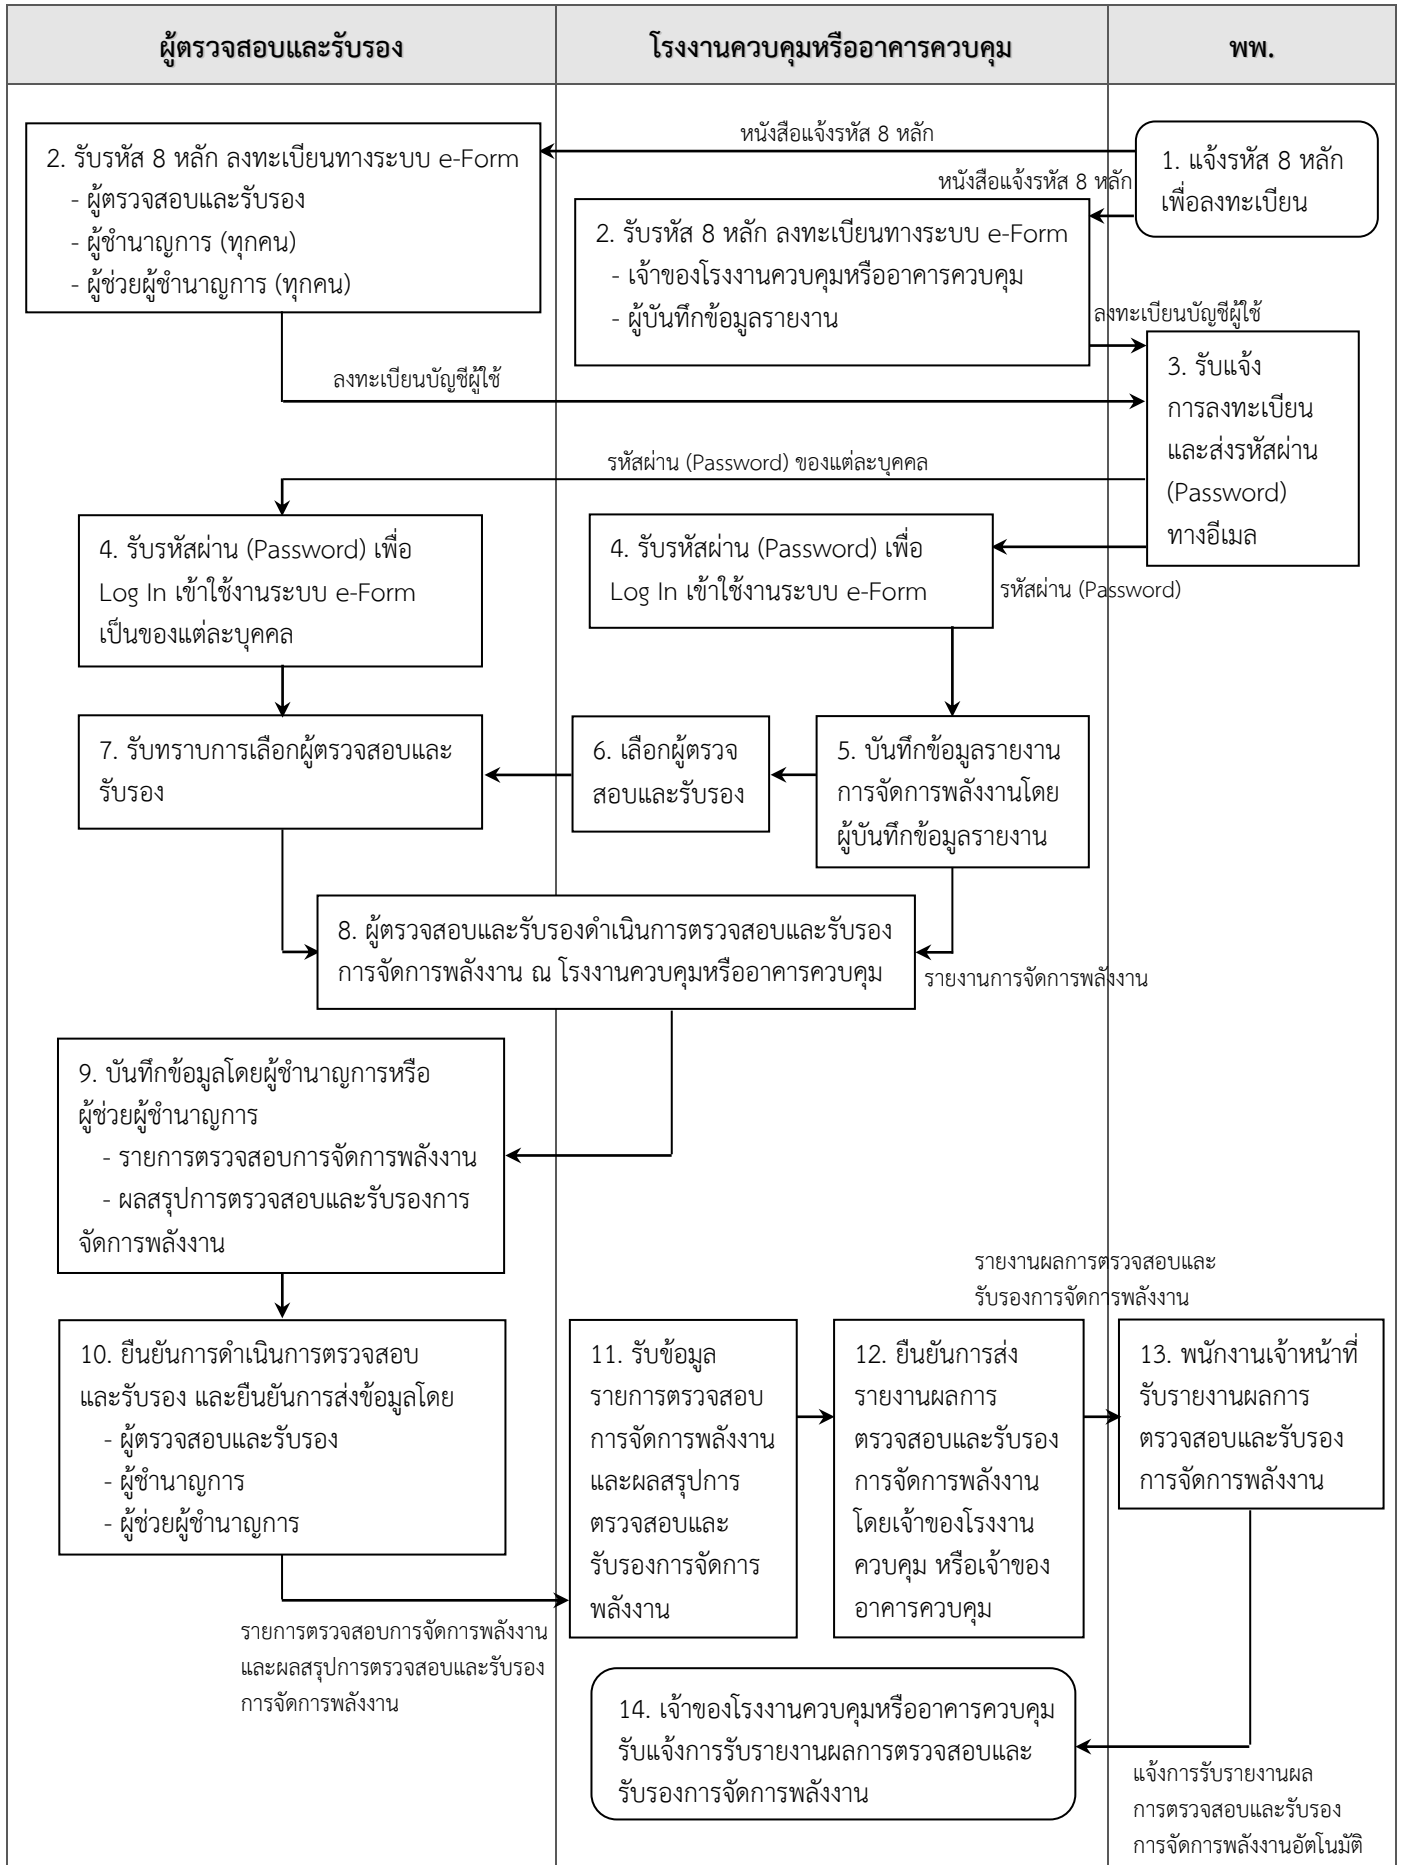 ผู้ตรวจสอบและรับรอง
โรงงานควบคุมหรืออาคารควบคุม
พพ.
หนังสือแจ้งรหัส 8 หลัก
1. แจ้งรหัส 8 หลัก
เพื่อลงทะเบียน
2. รับรหัส 8 หลัก ลงทะเบียนทางระบบ e-Form
- ผู้ตรวจสอบและรับรอง
- ผู้ชำนาญการ (ทุกคน)
- ผู้ช่วยผู้ชำนาญการ (ทุกคน)
หนังสือแจ้งรหัส 8 หลัก
2. รับรหัส 8 หลัก ลงทะเบียนทางระบบ e-Form
- เจ้าของโรงงานควบคุมหรืออาคารควบคุม
- ผู้บันทึกข้อมูลรายงาน
ลงทะเบียนบัญชีผู้ใช้
ลงทะเบียนบัญชีผู้ใช้
3. รับแจ้ง
การลงทะเบียน
และส่งรหัสผ่าน
(Password)
ทางอีเมล
รหัสผ่าน (Password) ของแต่ละบุคคล
4. รับรหัสผ่าน (Password) เพื่อ
Log In เข้าใช้งานระบบ e-Form
เป็นของแต่ละบุคคล
4. รับรหัสผ่าน (Password) เพื่อ
Log In เข้าใช้งานระบบ e-Form
รหัสผ่าน (Password)
7. รับทราบการเลือกผู้ตรวจสอบและ
รับรอง
6. เลือกผู้ตรวจ
สอบและรับรอง
5. บันทึกข้อมูลรายงาน
การจัดการพลังงานโดย
ผู้บันทึกข้อมูลรายงาน
8. ผู้ตรวจสอบและรับรองดำเนินการตรวจสอบและรับรอง
การจัดการพลังงาน ณ โรงงานควบคุมหรืออาคารควบคุม
รายงานการจัดการพลังงาน
9. บันทึกข้อมูลโดยผู้ชำนาญการหรือ
ผู้ช่วยผู้ชำนาญการ
- รายการตรวจสอบการจัดการพลังงาน
- ผลสรุปการตรวจสอบและรับรองการ
จัดการพลังงาน
รายงานผลการตรวจสอบและ
รับรองการจัดการพลังงาน
10. ยืนยันการดำเนินการตรวจสอบ
และรับรอง และยืนยันการส่งข้อมูลโดย
- ผู้ตรวจสอบและรับรอง
- ผู้ชำนาญการ
- ผู้ช่วยผู้ชำนาญการ
11. รับข้อมูล
รายการตรวจสอบ
การจัดการพลังงาน
และผลสรุปการ
ตรวจสอบและ
รับรองการจัดการ
พลังงาน
12. ยืนยันการส่ง
รายงานผลการ
ตรวจสอบและรับรอง
การจัดการพลังงาน
โดยเจ้าของโรงงาน
ควบคุม หรือเจ้าของ
อาคารควบคุม
13. พนักงานเจ้าหน้าที่
รับรายงานผลการ
ตรวจสอบและรับรอง
การจัดการพลังงาน
รายการตรวจสอบการจัดการพลังงาน
และผลสรุปการตรวจสอบและรับรอง
การจัดการพลังงาน
14. เจ้าของโรงงานควบคุมหรืออาคารควบคุม
รับแจ้งการรับรายงานผลการตรวจสอบและ
รับรองการจัดการพลังงาน
แจ้งการรับรายงานผล
การตรวจสอบและรับรอง
การจัดการพลังงานอัตโนมัติ